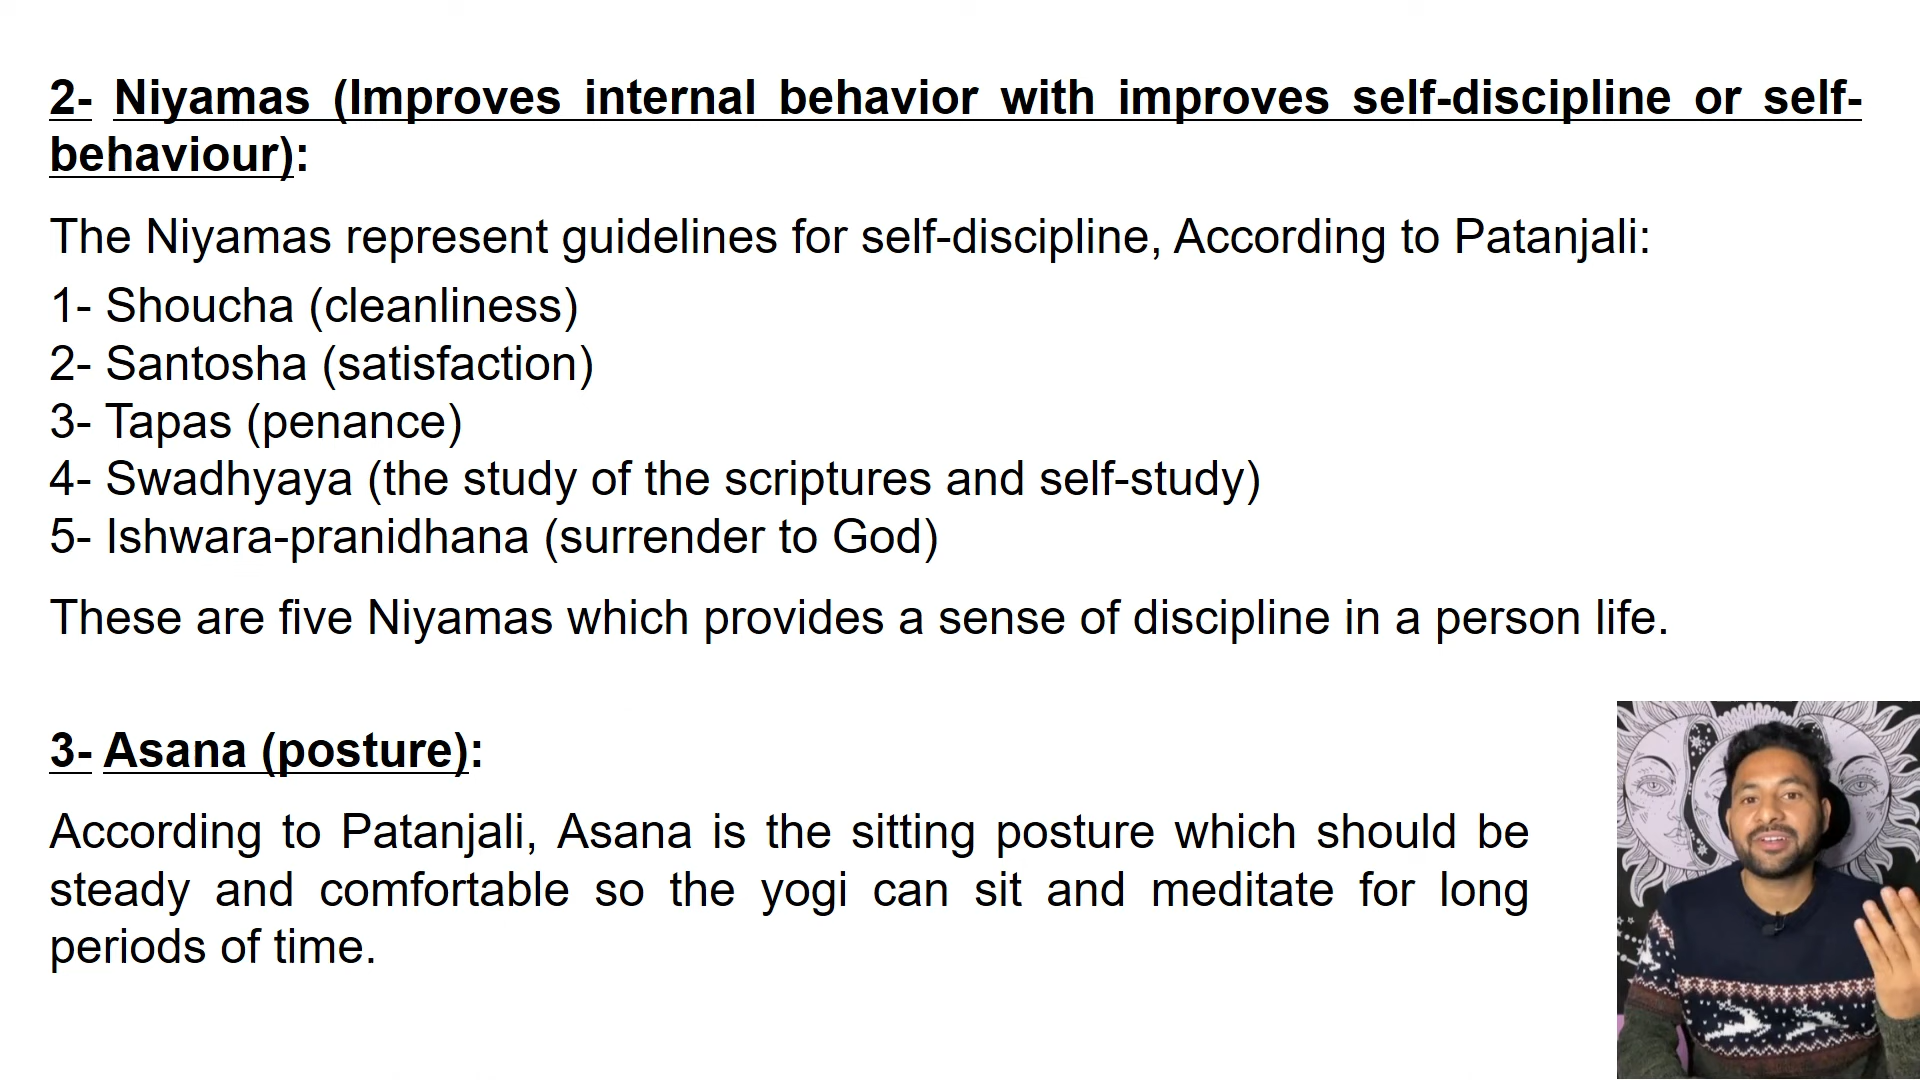 2- Niyamas (Improves internal behavior with improves self-discipline or self-
behaviour):
The Niyamas represent guidelines for self-discipline, According to Patanjali:
1- Shoucha (cleanliness)
2- Santosha (satisfaction)
3- Tapas (penance)
4- Swadhyaya (the study of the scriptures and self-study)
5- Ishwara-pranidhana (surrender to God)
These are five Niyamas which provides a sense of discipline in a person life.
3- Asana (posture):
According to Patanjali, Asana is the sitting posture which should be
steady and comfortable so the yogi can sit and meditate for long
periods of time.